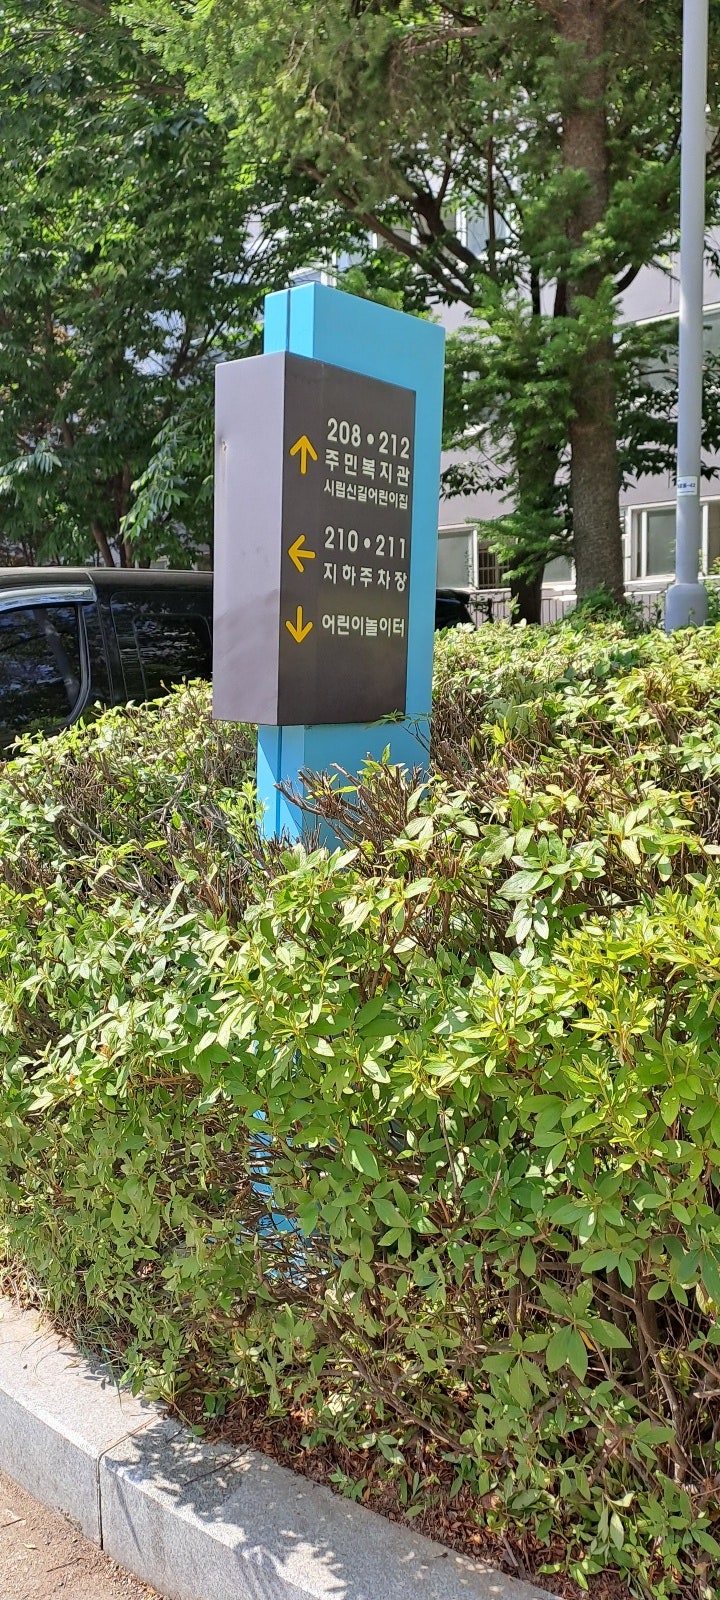 208 • 212
주민복지관
시립신길어린이집
210 • 211
지하주차장
어린이놀이터